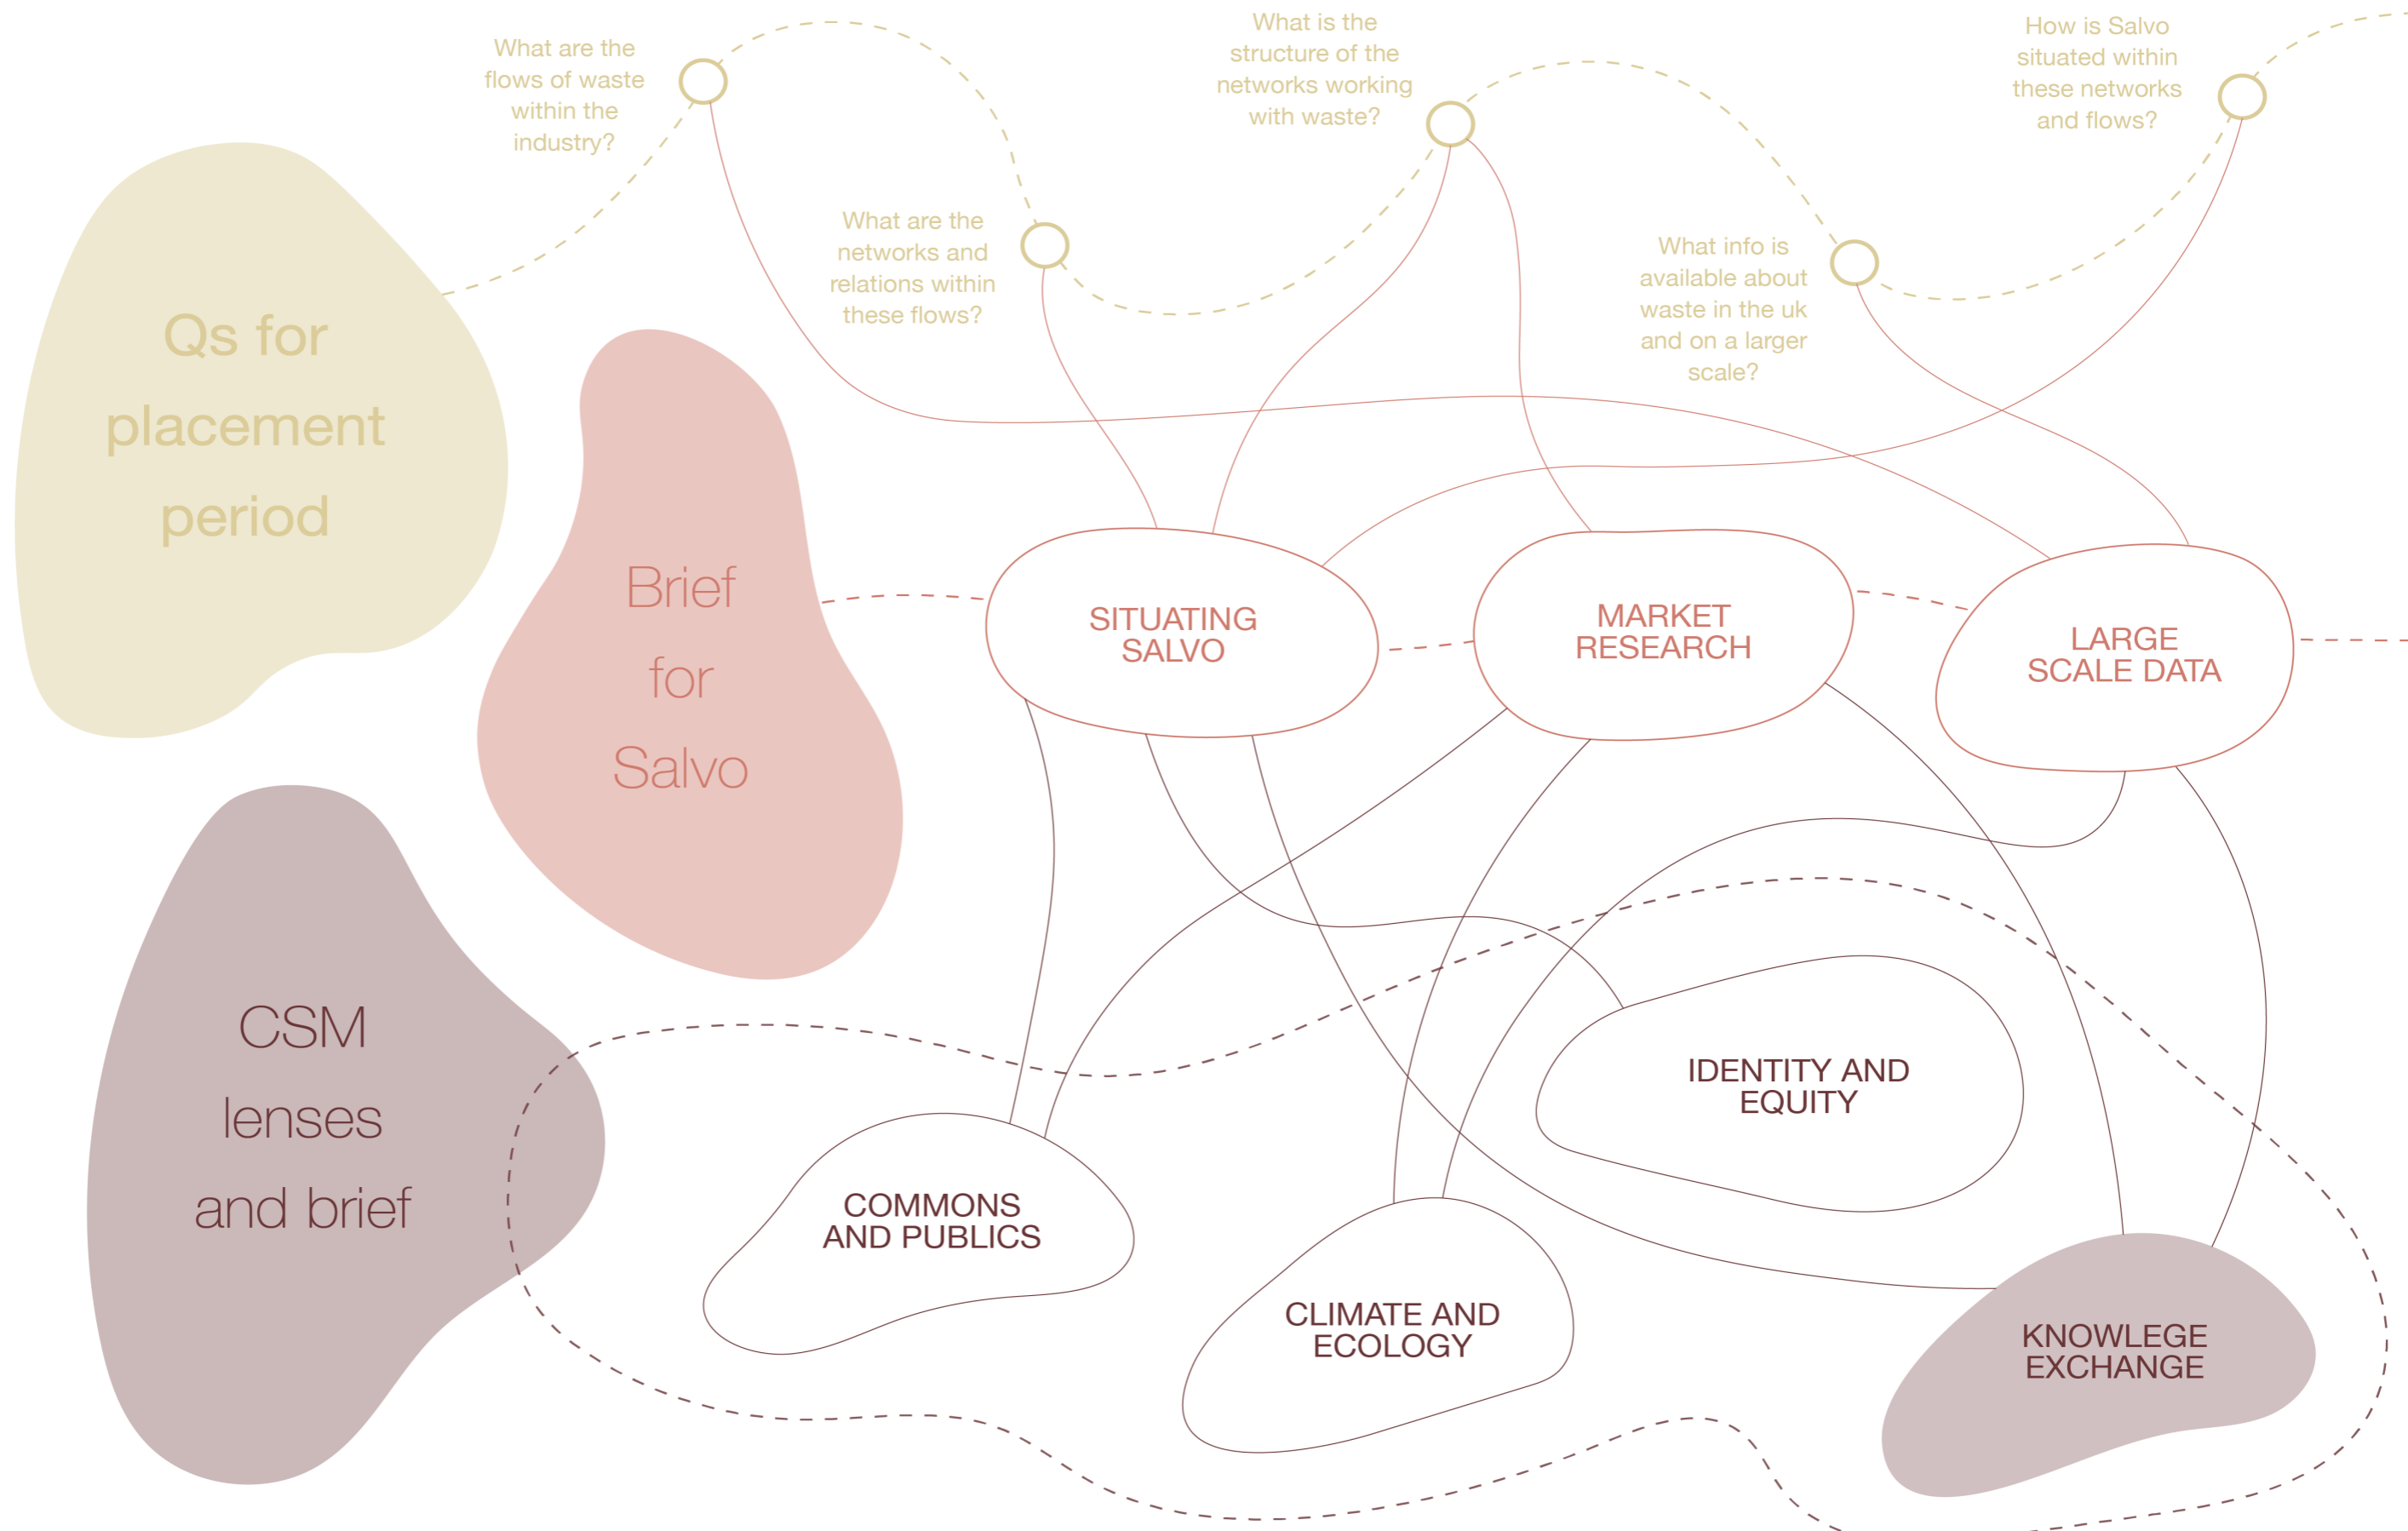 What are the
flows of waste
within the
industry?
What are the
networks and
relations within
these flows?
What is the
structure of the
networks working
with waste?
What info is
available about
waste in the uk
and on a larger
scale?
How is Salvo
situated within
these networks
and flows?
Qs for
placement
period
Brief
for
Salvo
SITUATING
SALVO
MARKET
RESEARCH
LARGE
SCALE DATA
CSM
lenses
and brief
COMMONS
AND PUBLICS
CLIMATE AND
ECOLOGY
IDENTITY AND
EQUITY
KNOWLEGE
EXCHANGE